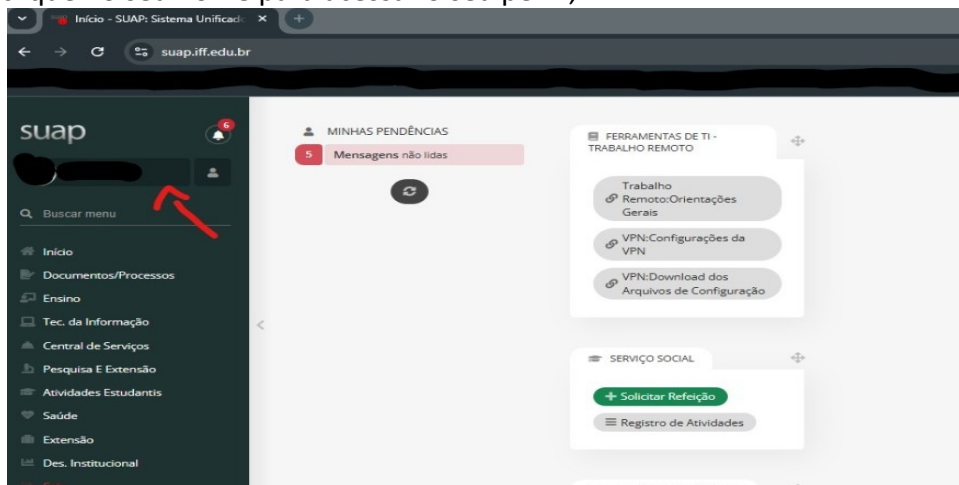 Início - SUAP: Sistema Unificad
suap.iff.edu.br
suap
6
Buscar menu
Início
Documentos/Processos
Ensino
Tec. da Informação
Central de Serviços
Pesquisa E Extensão
Atividades Estudantis
Saúde
Extensão
Des. Institucional
MINHAS PENDÊNCIAS
5 Mensagens não lidas
FERRAMENTAS DE TI -
TRABALHO REMOTO
Trabalho
Remoto:Orientações
Gerais
VPN:Configurações da
VPN
VPN:Download dos
Arquivos de Configuração
SERVIÇO SOCIAL
+ Solicitar Refeição
Registro de Atividades